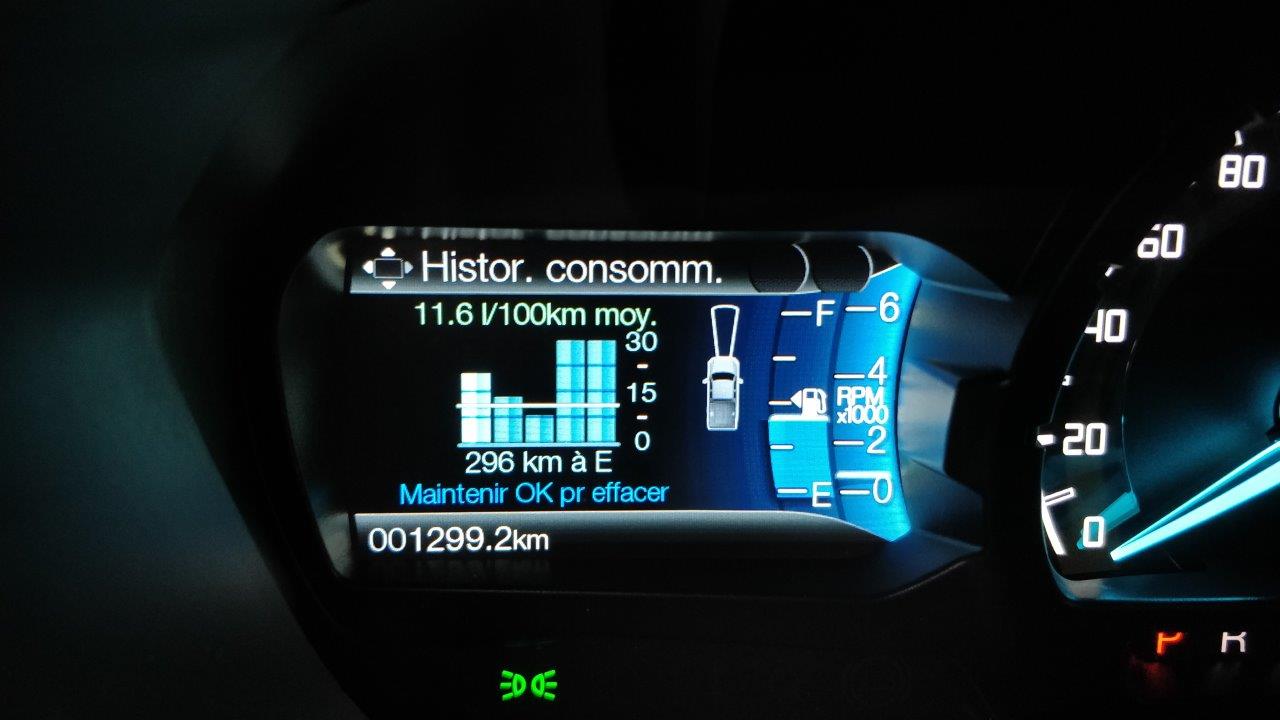 Histor. consomm.
11.6 l/100km moy.
30
15
0
296 km à E
Maintenir OK pr effacer
001299.2km
F
E
6
4
RPM
x1000
2
0
80
60
40
20
0
P R